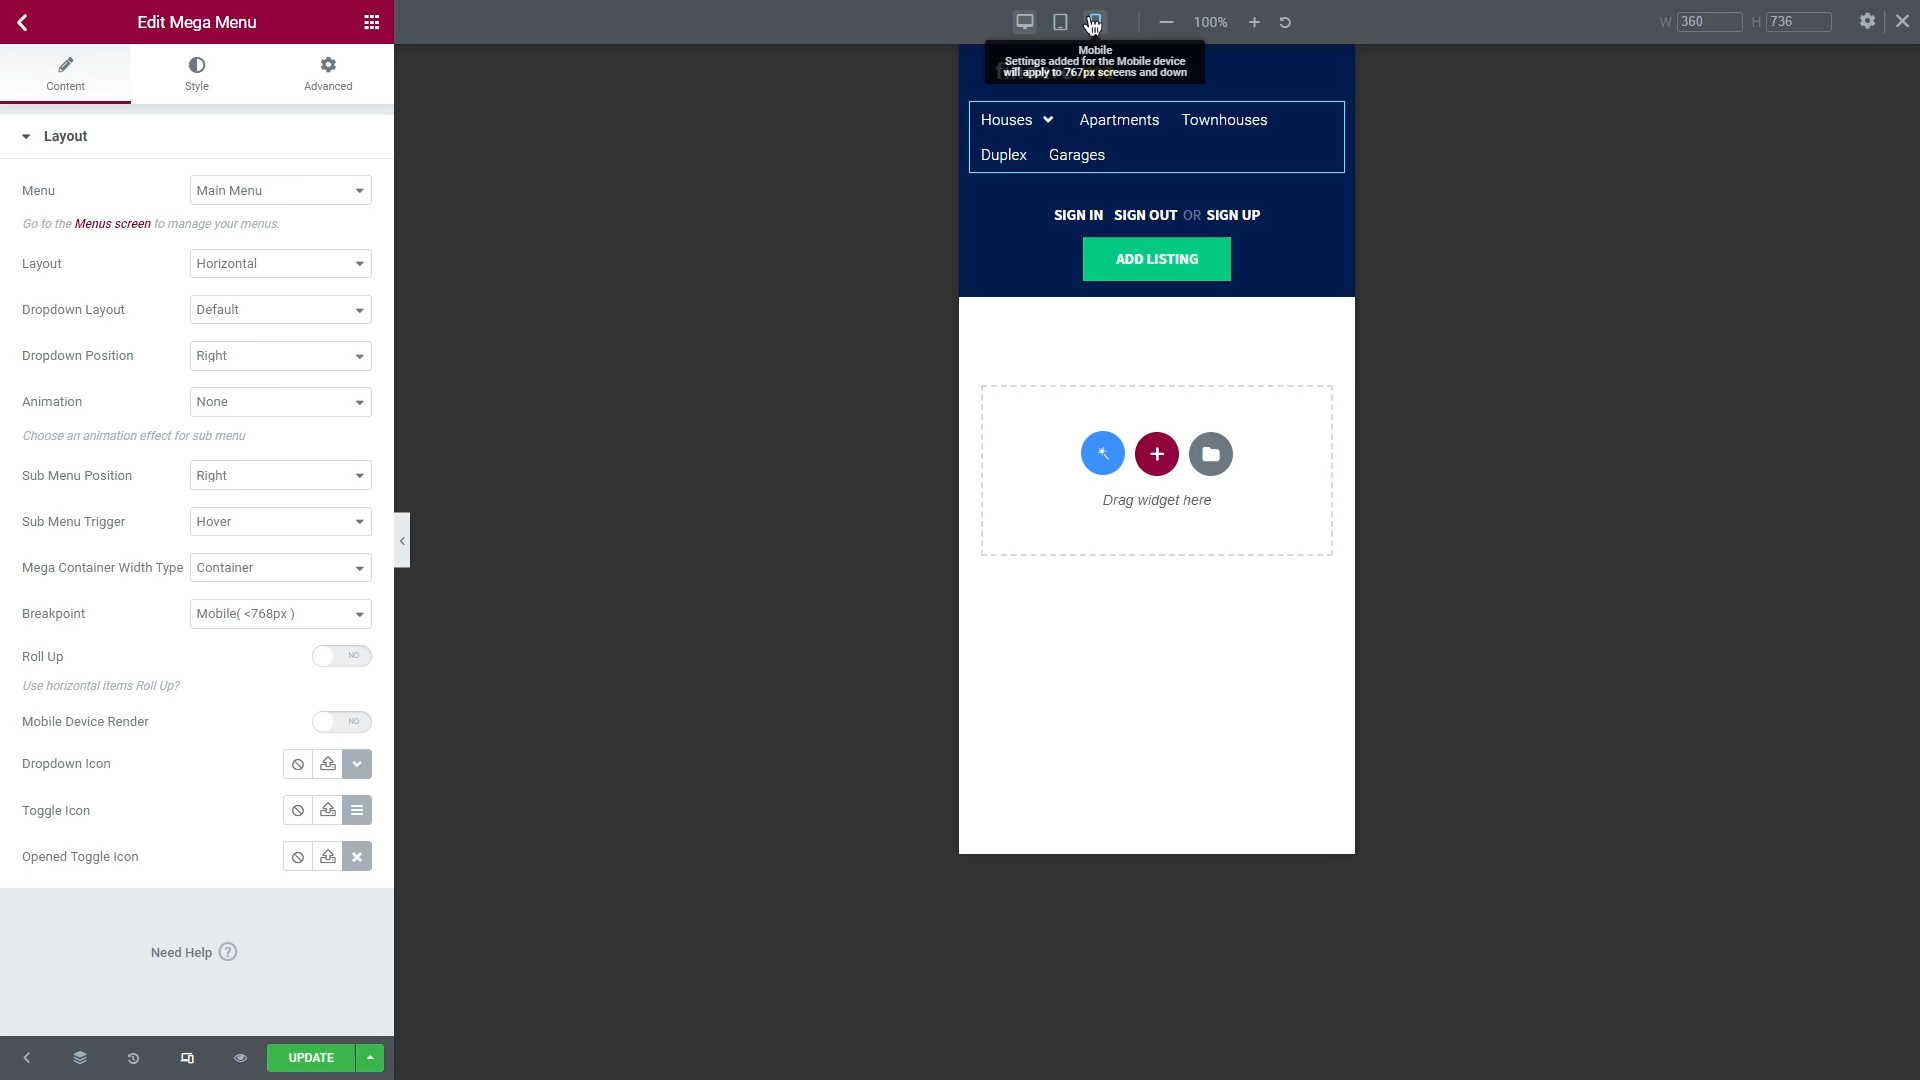 Edit Mega Menu
100%
W 360 H 736
Content Style Advanced
Mobile
Settings added for the Mobile device
will apply to 767px screens and down
Layout
Houses Apartments Townhouses
Duplex Garages
Menu Main Menu
Go to the Menus screen to manage your menus.
SIGN IN SIGN OUT OR SIGN UP
ADD LISTING
Layout Horizontal
Dropdown Layout Default
Dropdown Position Right
Animation None
Choose an animation effect for sub menu
Sub Menu Position Right
Drag widget here
Sub Menu Trigger Hover
Mega Container Width Type Container
Breakpoint Mobile( <768px )
Roll Up NO
Use horizontal items Roll Up?
Mobile Device Render NO
Dropdown Icon
Toggle Icon
Opened Toggle Icon
Need Help ?
UPDATE